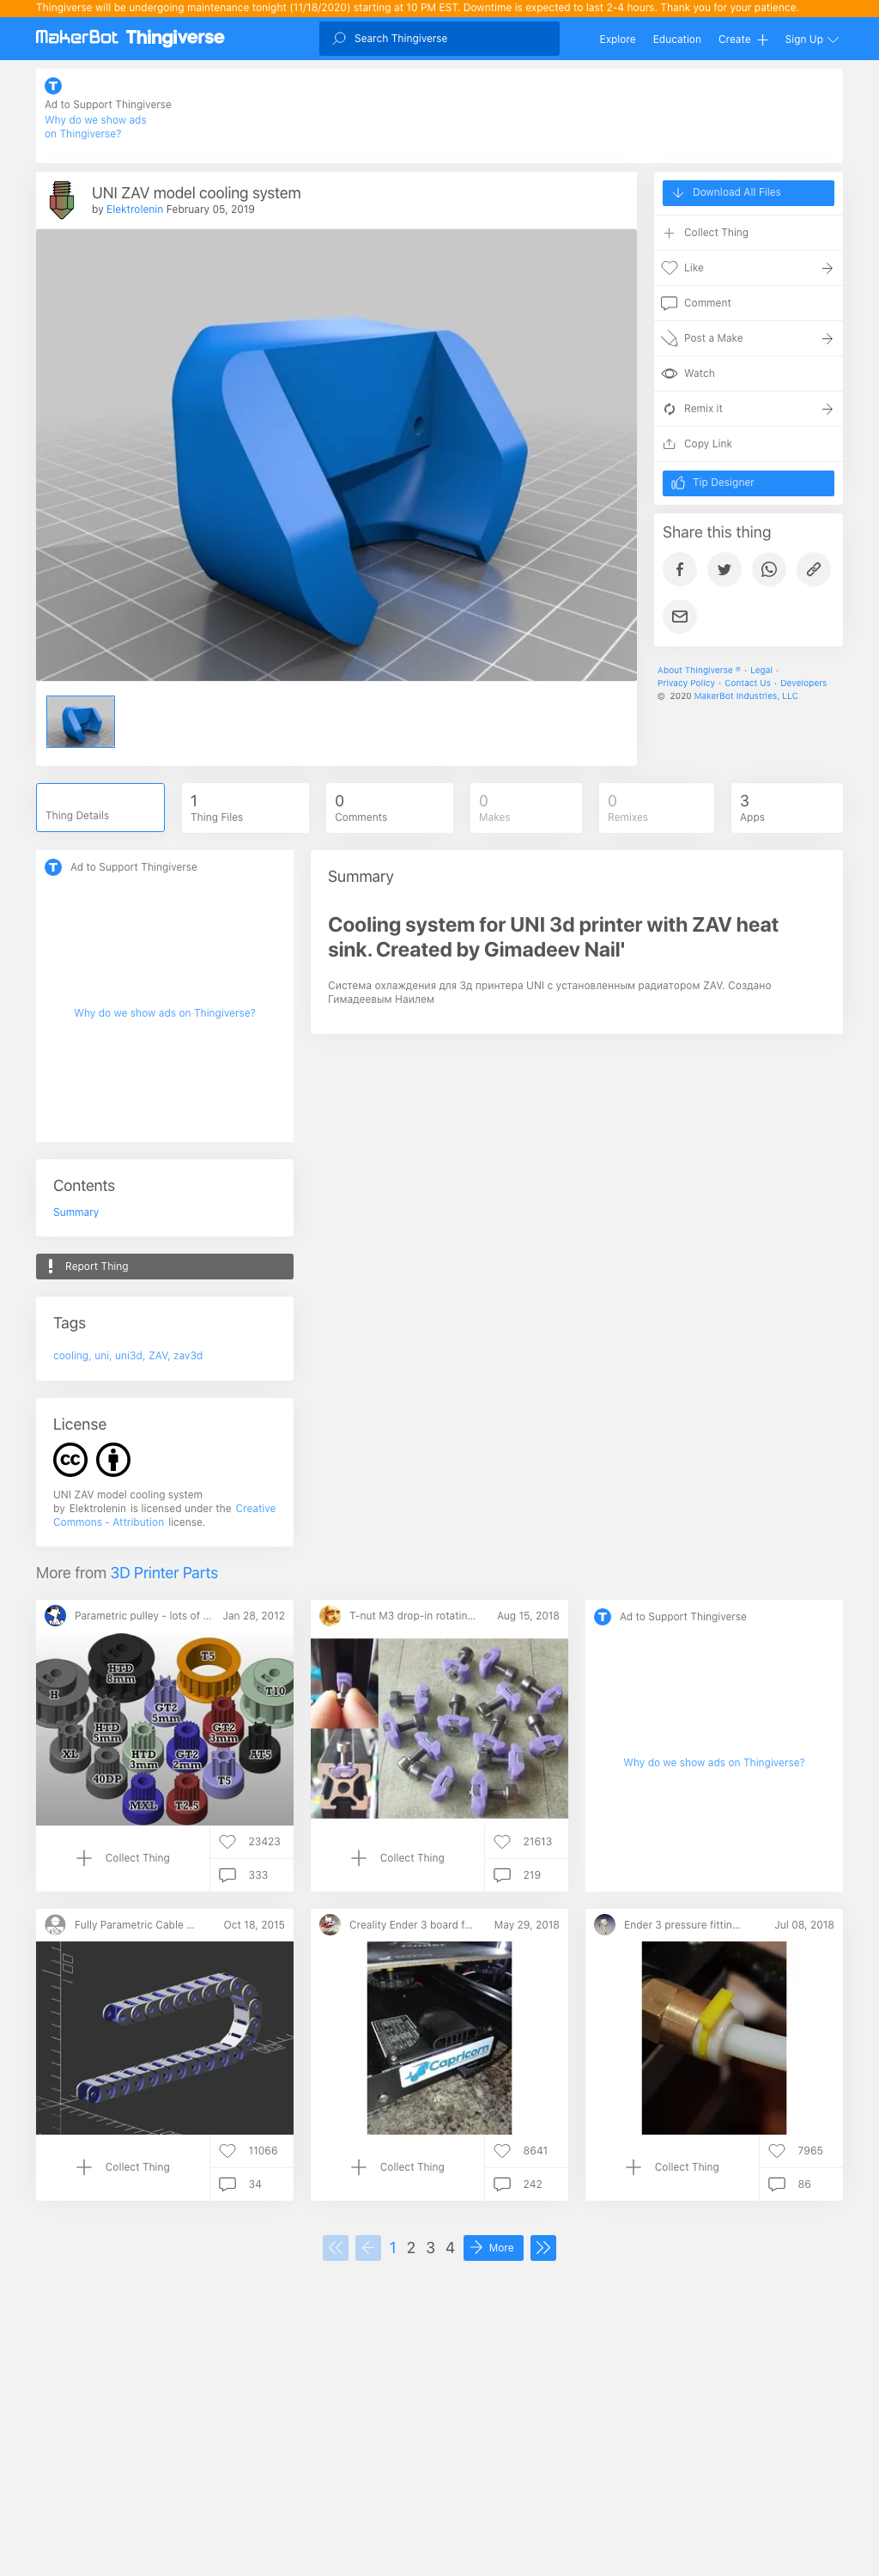 Thingiverse will be undergoing maintenance tonight (11/18/2020) starting at 10 PM EST. Downtime is expected to last 2-4 hours. Thank you for your patience.
MakerBot Thingiverse
Search Thingiverse
Explore
Education
Create
Sign Up
Ad to Support Thingiverse
Why do we show ads
on Thingiverse?
UNI ZAV model cooling system
by Elektrolenin February 05, 2019
Download All Files
Collect Thing
Like
Comment
Post a Make
Watch
Remix it
Copy Link
Tip Designer
Share this thing
About Thingiverse ® · Legal ·
Privacy Policy · Contact Us · Developers
© 2020 MakerBot Industries, LLC
Thing Details
1
Thing Files
0
Comments
0
Makes
0
Remixes
3
Apps
Ad to Support Thingiverse
Why do we show ads on Thingiverse?
Summary
Cooling system for UNI 3d printer with ZAV heat
sink. Created by Gimadeev Nail'
Система охлаждения для 3д принтера UNI с установленным радиатором ZAV. Создано
Гимадеевым Наилем
Contents
Summary
Report Thing
Tags
cooling, uni, uni3d, ZAV, zav3d
License
UNI ZAV model cooling system
by Elektrolenin is licensed under the Creative
Commons - Attribution license.
More from 3D Printer Parts
Parametric pulley - lots of ... Jan 28, 2012
HTD
8mm
T5
H
GT2
5mm
T10
HTD
5mm
GT2
3mm
XL
HTD
3mm
GT2
2mm
AT5
40DP
T5
MXL
T2.5
Collect Thing
23423
333
T-nut M3 drop-in rotatin... Aug 15, 2018
Collect Thing
21613
219
Ad to Support Thingiverse
Why do we show ads on Thingiverse?
Fully Parametric Cable ... Oct 18, 2015
Collect Thing
11066
34
Creality Ender 3 board f... May 29, 2018
Capricorn
Collect Thing
8641
242
Ender 3 pressure fittin... Jul 08, 2018
Collect Thing
7965
86
1 2 3 4 More